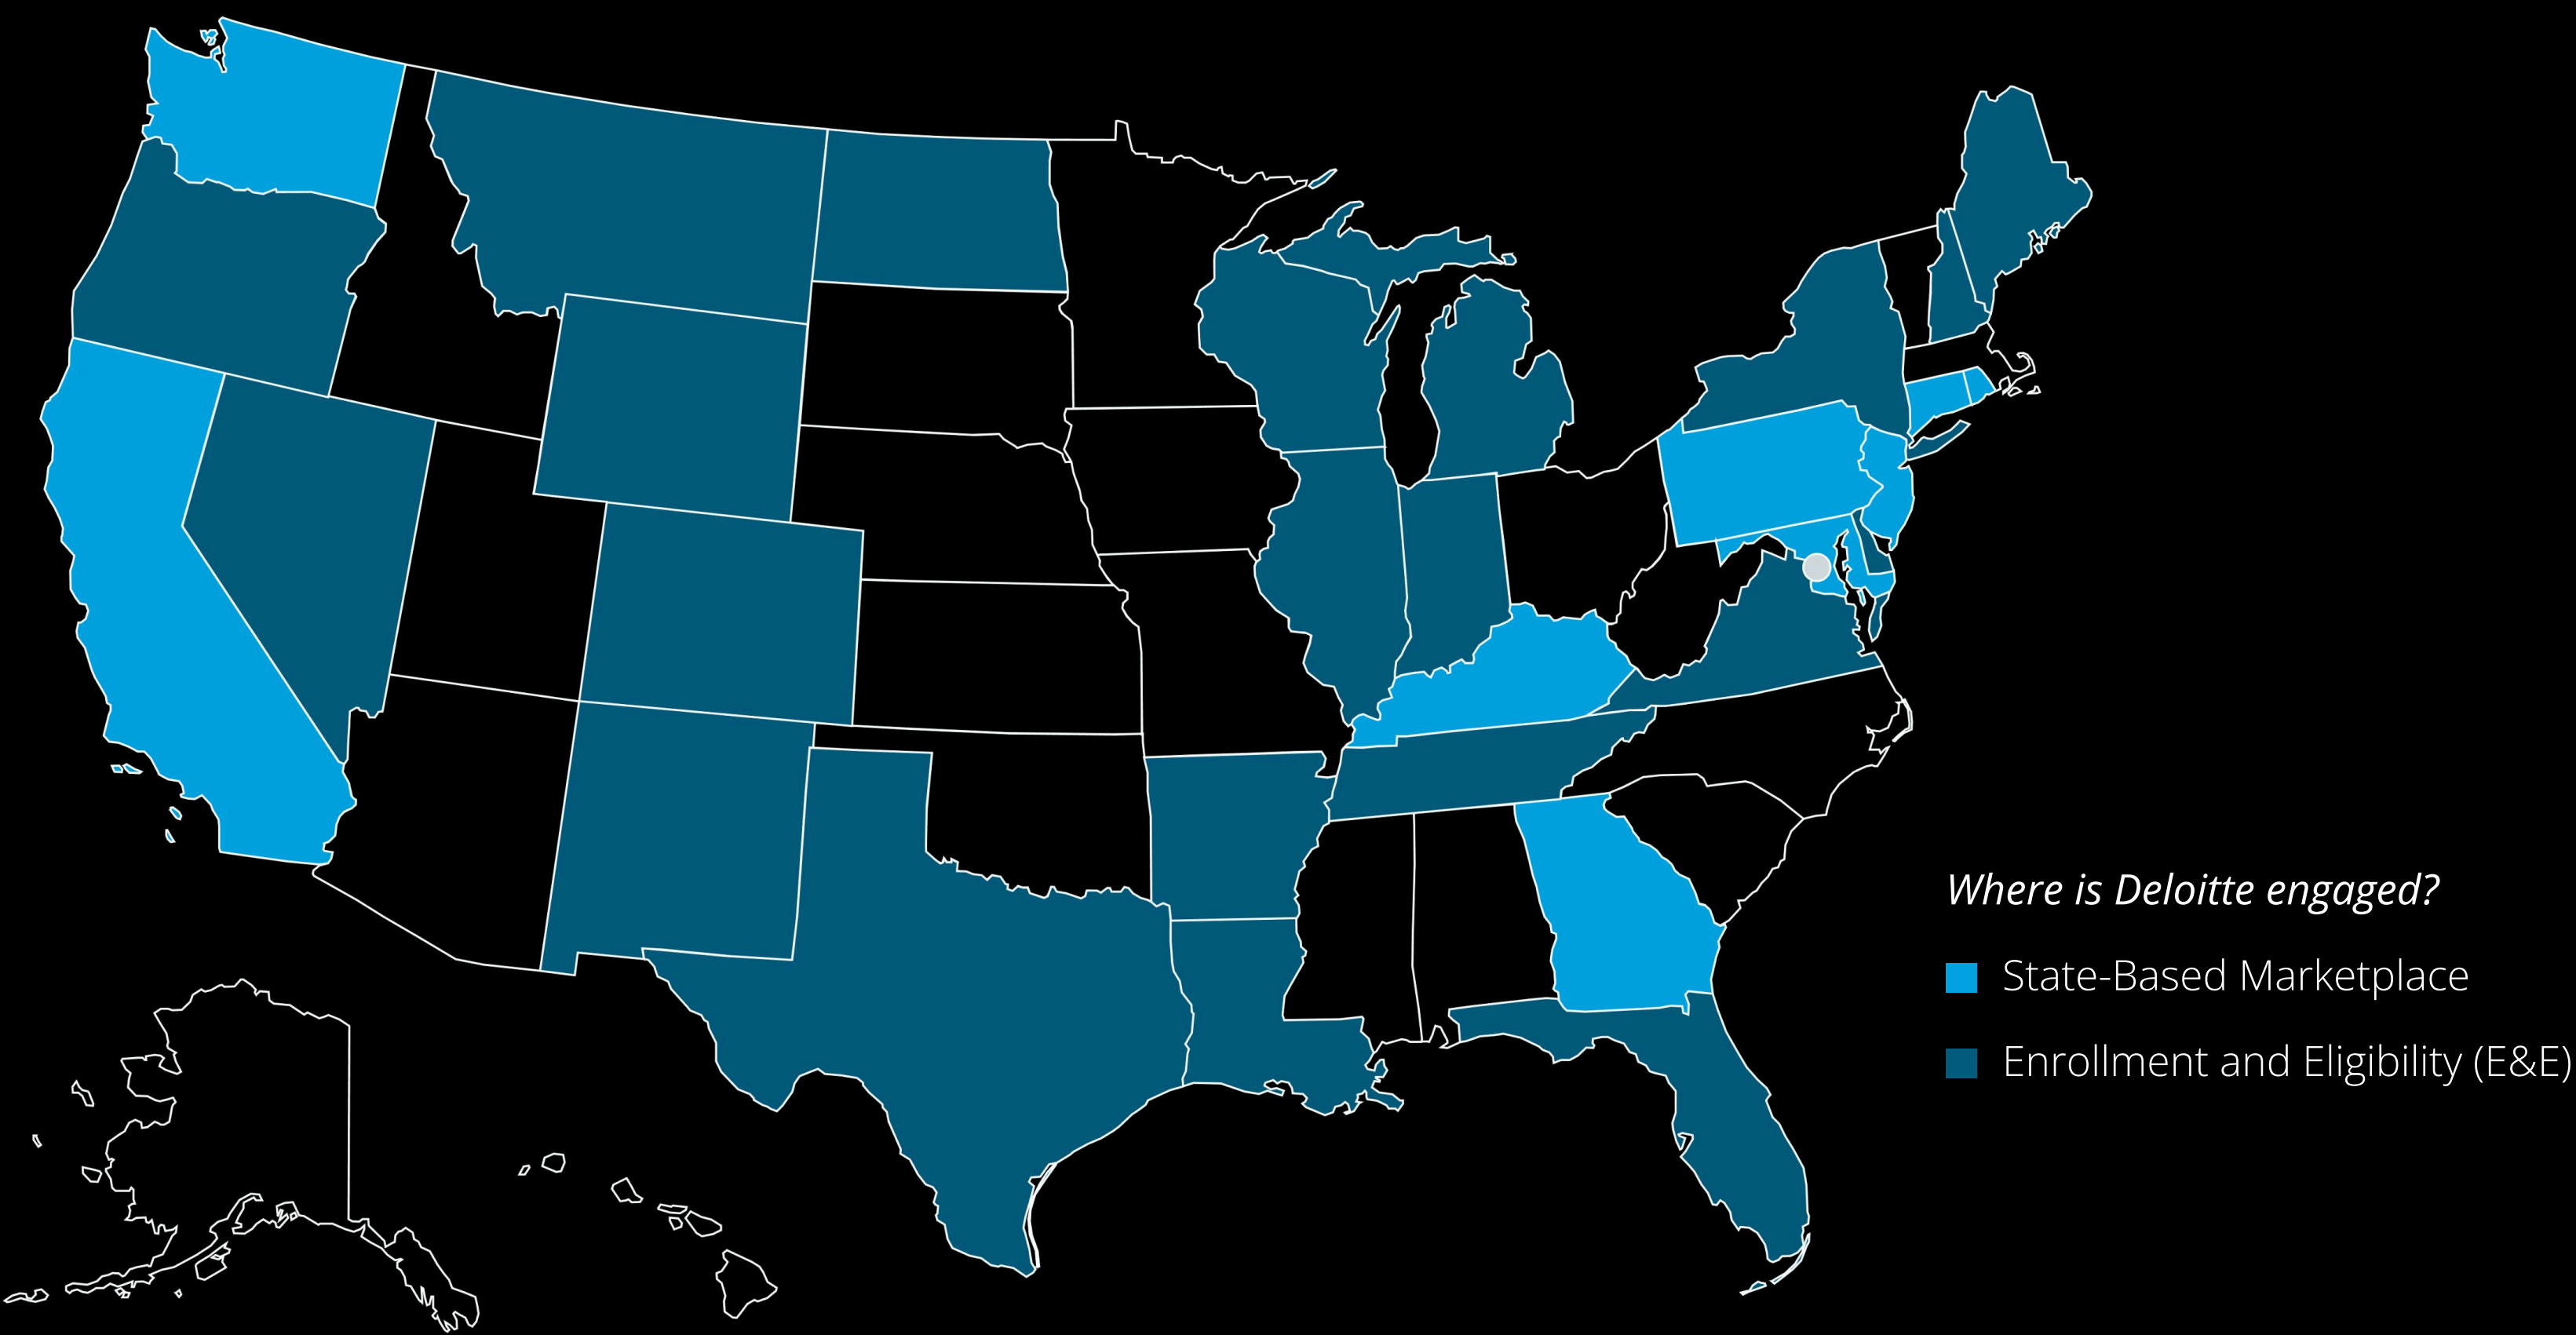 Where is Deloitte engaged?
State-Based Marketplace
Enrollment and Eligibility (E&E)